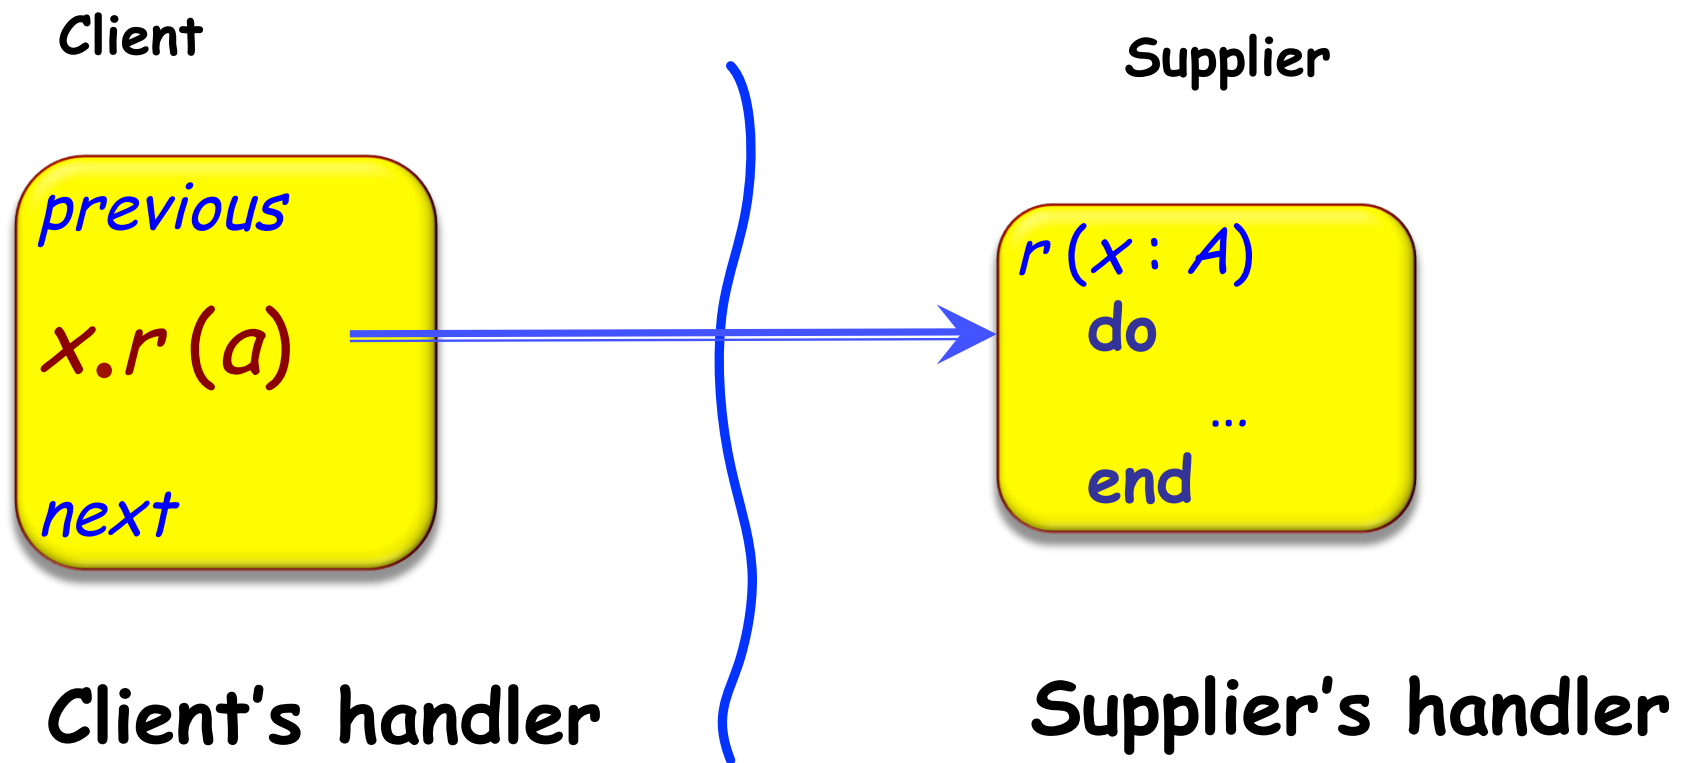 Client
Supplier
previous
x.r (a)
next
r (x : A)
do
...
end
Client’s handler
Supplier’s handler